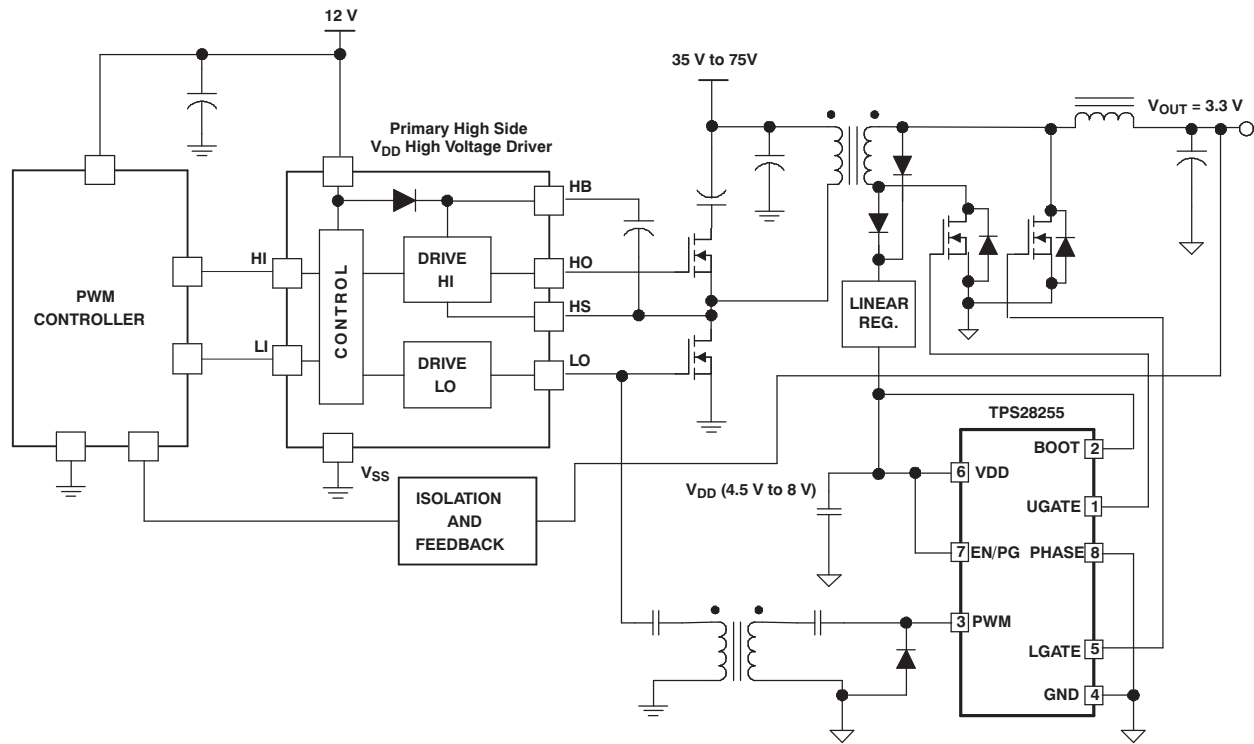 12 V
35 V to 75V
V_OUT = 3.3 V
Primary High Side
V_DD High Voltage Driver
PWM
CONTROLLER
HI
LI
CONTROL
DRIVE
HI
DRIVE
LO
HB
HO
HS
LO
V_SS
LINEAR
REG.
ISOLATION
AND
FEEDBACK
V_DD (4.5 V to 8 V)
TPS28255
BOOT 2
6 VDD
UGATE 1
7 EN/PG PHASE 8
3 PWM
LGATE 5
GND 4